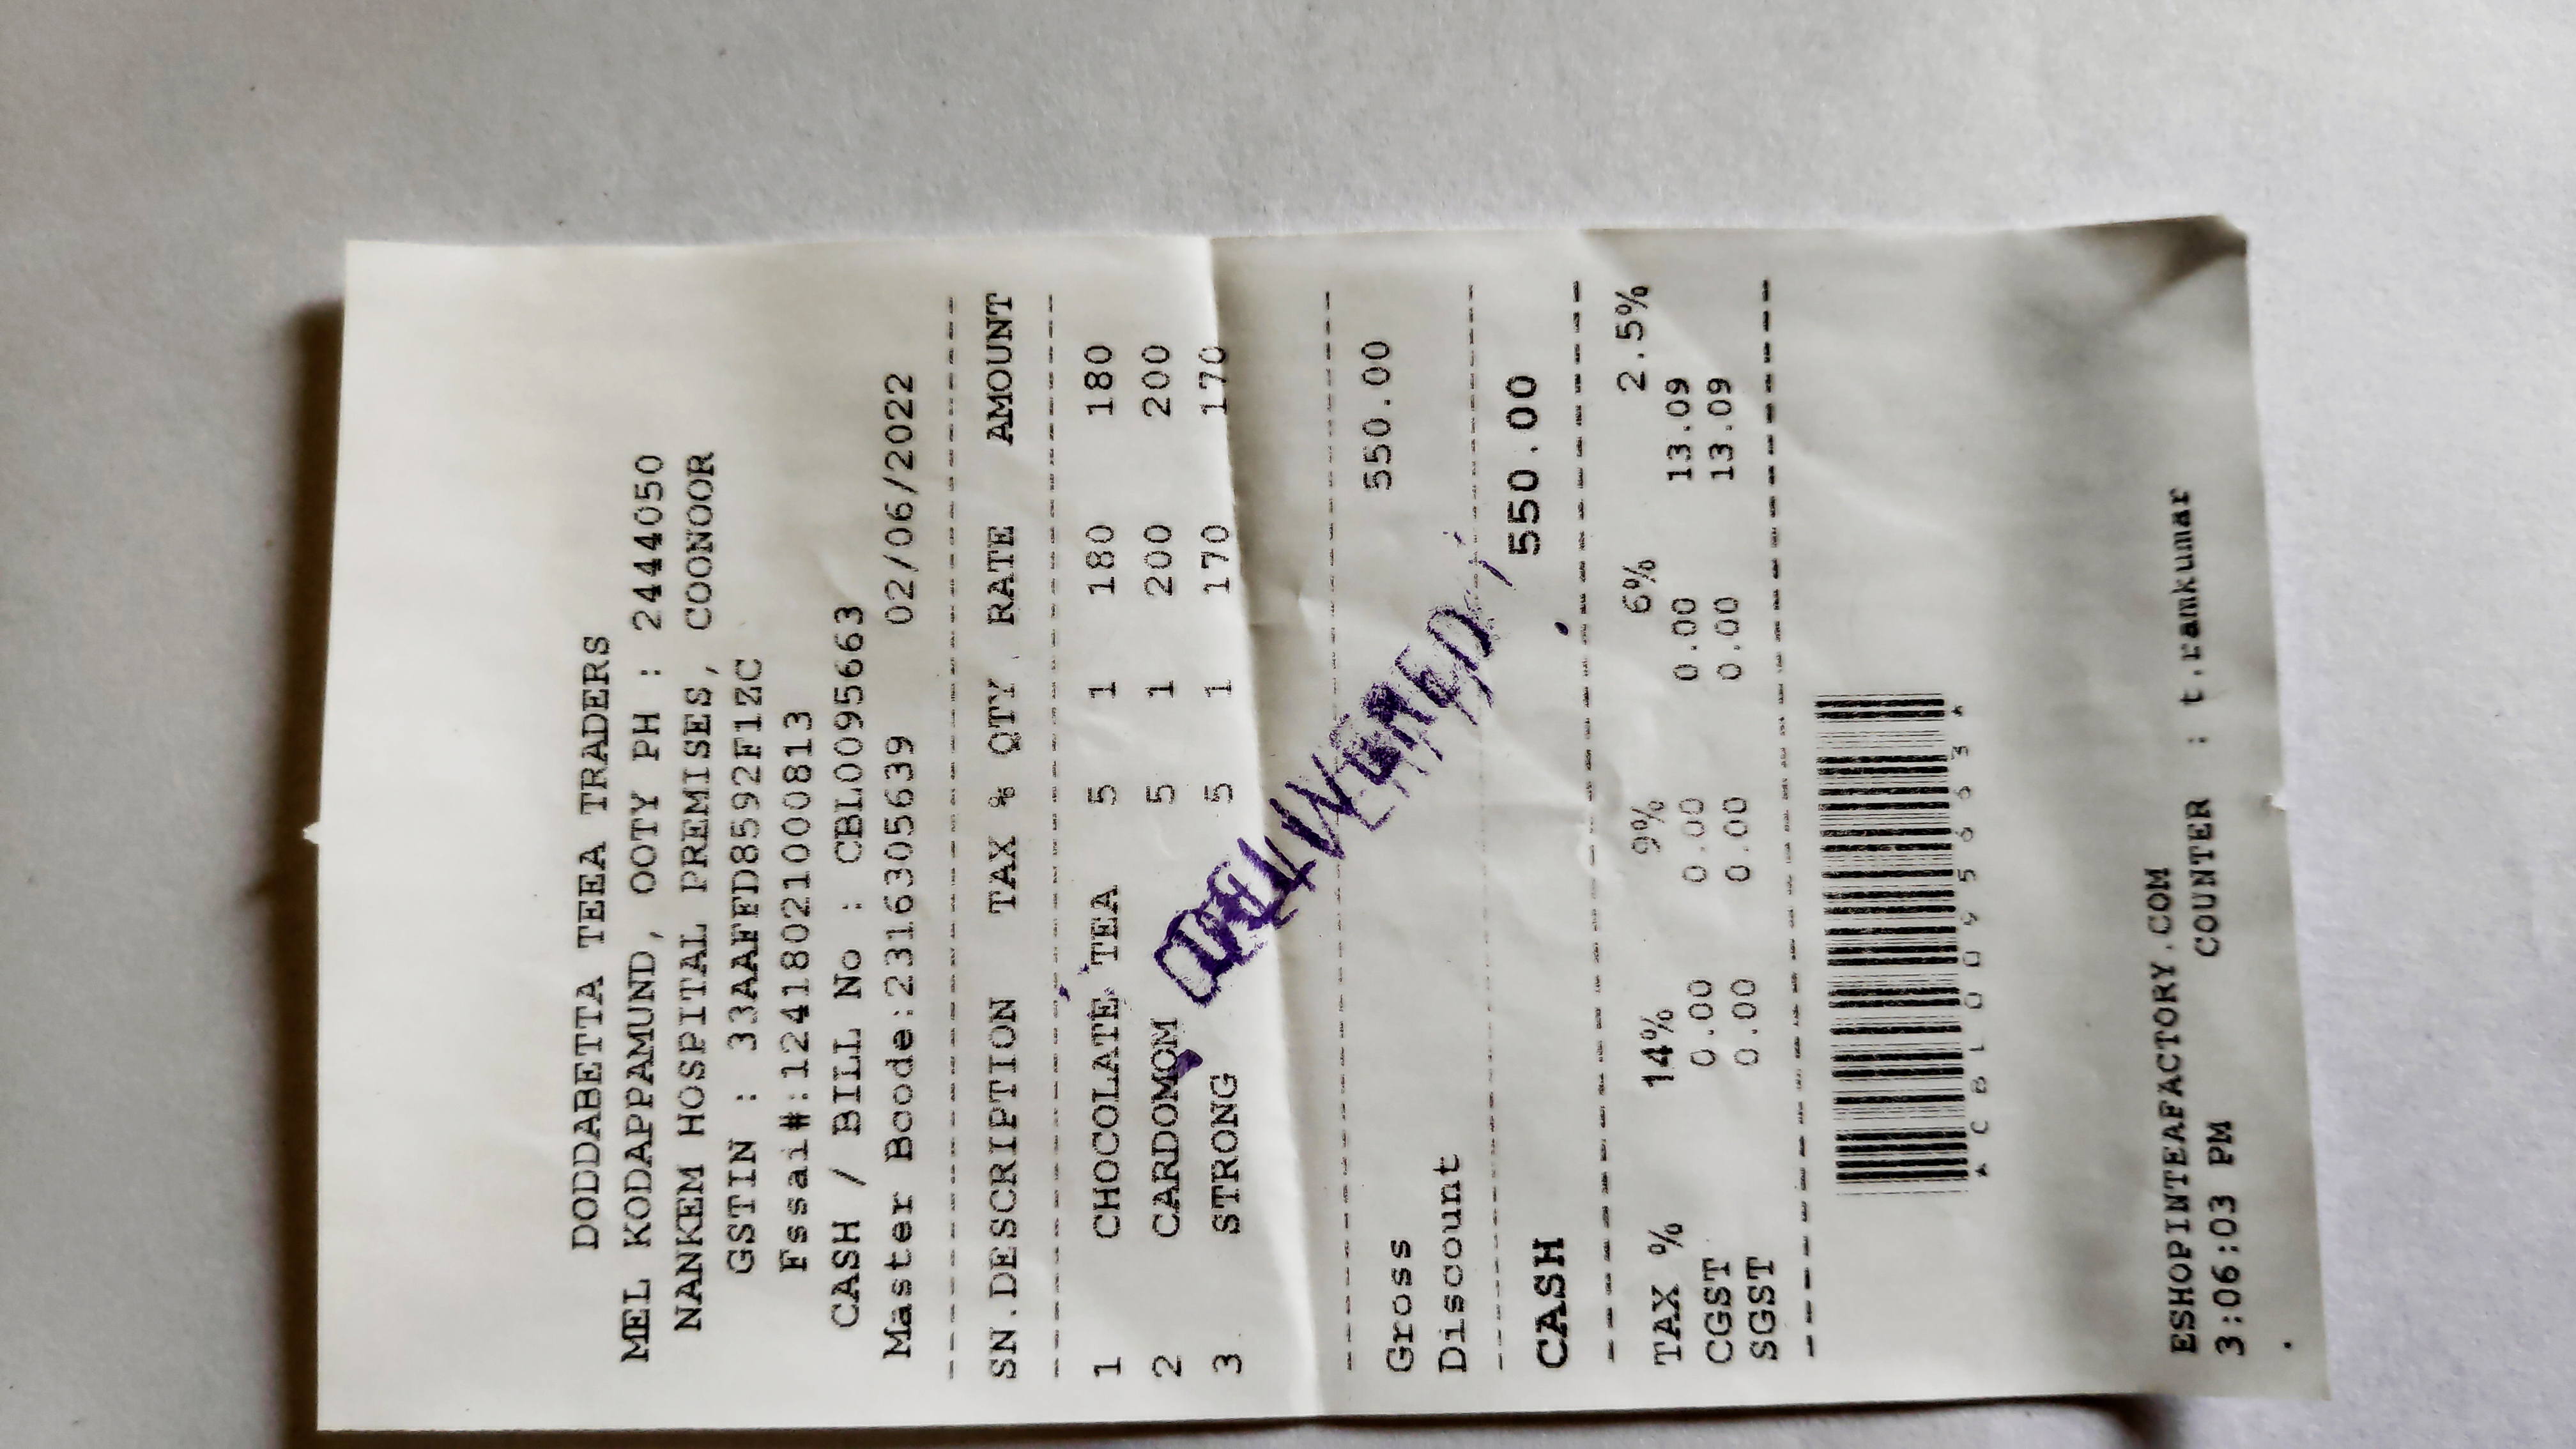 DODDABETTA TEEA TRADERS
MEL KODAPPAMUND, OOTY PH : 2444050
NANKEM HOSPITAL PREMISES, COONOOR
GSTIN : 33AAFFD8592F1ZC
Fssai#:12418021000813
CASH / BILL No : CBL0095663
Master Bcode:2316305639 02/06/2022
SN.DESCRIPTION TAX % QTY RATE AMOUNT
1 CHOCOLATE TEA 5 1 180 180
2 CARDOMOM 5 1 200 200
3 STRONG 5 1 170 170
Gross 550.00
Discount
CASH 550.00
TAX % 14% 9% 6% 2.5%
CGST 0.00 0.00 0.00 13.09
SGST 0.00 0.00 0.00 13.09
*CBL0095663*
ESHOPINTEAFACTORY.COM
3:06:03 PM COUNTER : t.ramkumar